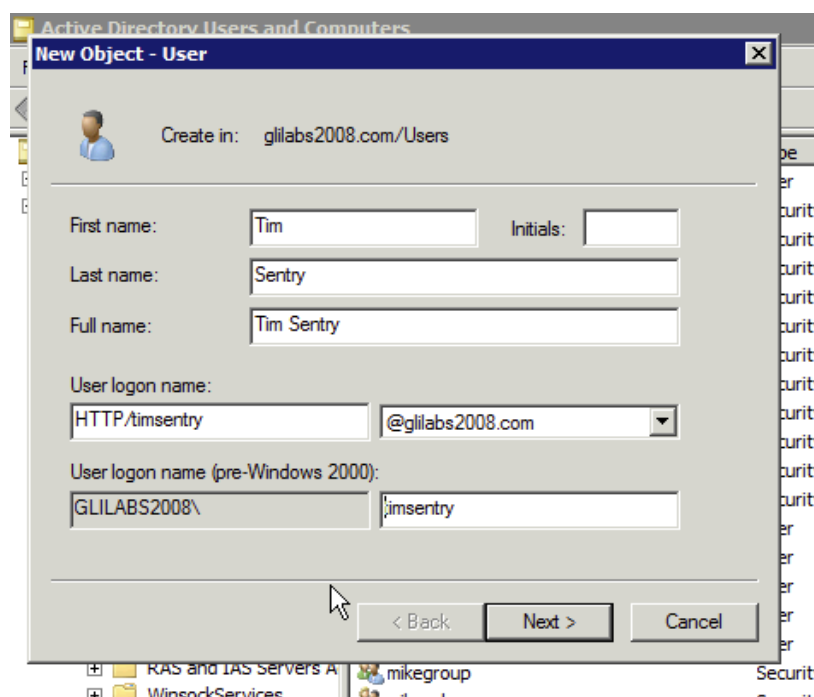 Active Directory Users and Computers
New Object - User
Create in: glilabs2008.com/Users
First name: Tim Initials:
Last name: Sentry
Full name: Tim Sentry
User logon name:
HTTP/timsentry @glilabs2008.com
User logon name (pre-Windows 2000):
GLILABS2008\ timsentry
< Back Next > Cancel
RAS and IAS Servers A
mikegroup Securit
WinsockServices